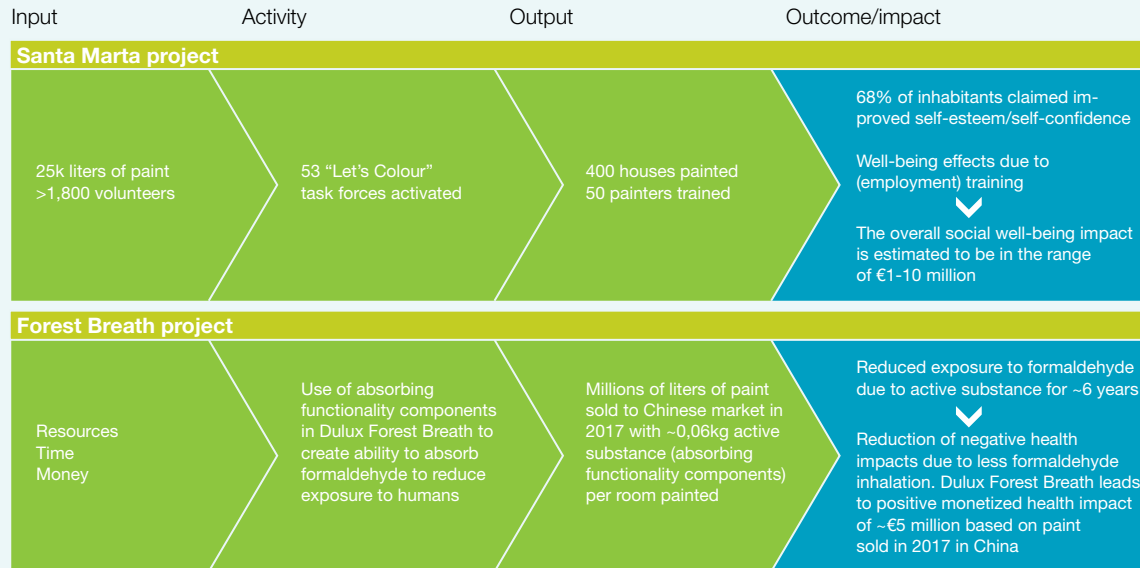 Input
Activity
Output
Outcome/impact
Santa Marta project
25k liters of paint
>1,800 volunteers
53 “Let’s Colour”
task forces activated
400 houses painted
50 painters trained
68% of inhabitants claimed im-
proved self-esteem/self-confidence
Well-being effects due to
(employment) training
The overall social well-being impact
is estimated to be in the range
of €1-10 million
Forest Breath project
Resources
Time
Money
Use of absorbing
functionality components
in Dulux Forest Breath to
create ability to absorb
formaldehyde to reduce
exposure to humans
Millions of liters of paint
sold to Chinese market in
2017 with ~0,06kg active
substance (absorbing
functionality components)
per room painted
Reduced exposure to formaldehyde
due to active substance for ~6 years
Reduction of negative health
impacts due to less formaldehyde
inhalation. Dulux Forest Breath leads
to positive monetized health impact
of ~€5 million based on paint
sold in 2017 in China